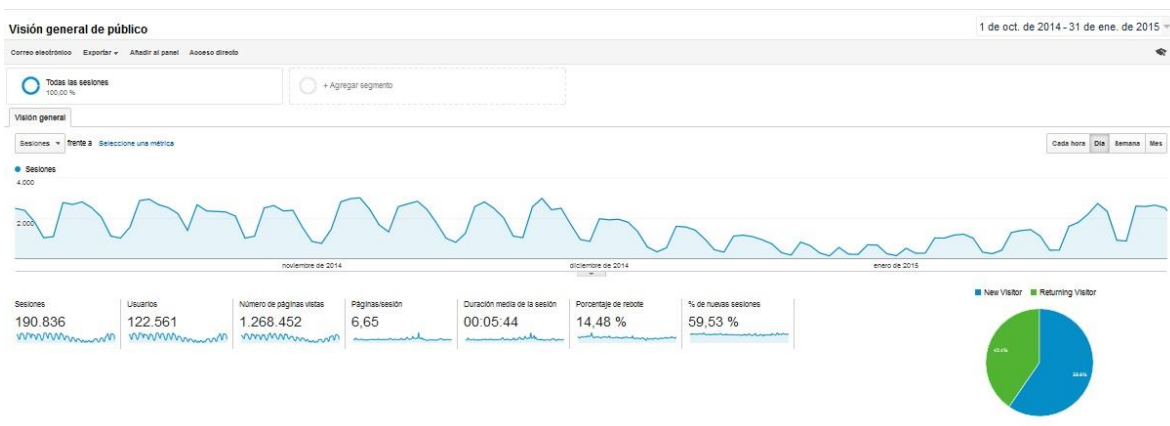 Visión general de público
1 de oct. de 2014 - 31 de ene. de 2015
Correo electrónico Exportar Añadir al panel Acceso directo
Todas las sesiones
100,00 %
+ Agregar segmento
Visión general
Sesiones frente a Seleccione una métrica
Cada hora Día Semana Mes
Sesiones
4.000
2.000
noviembre de 2014 diciembre de 2014 enero de 2015
New Visitor Returning Visitor
Sesiones
190.836
Usuarios
122.561
Número de páginas vistas
1.268.452
Páginas/sesión
6,65
Duración media de la sesión
00:05:44
Porcentaje de rebote
14,48 %
% de nuevas sesiones
59,53 %